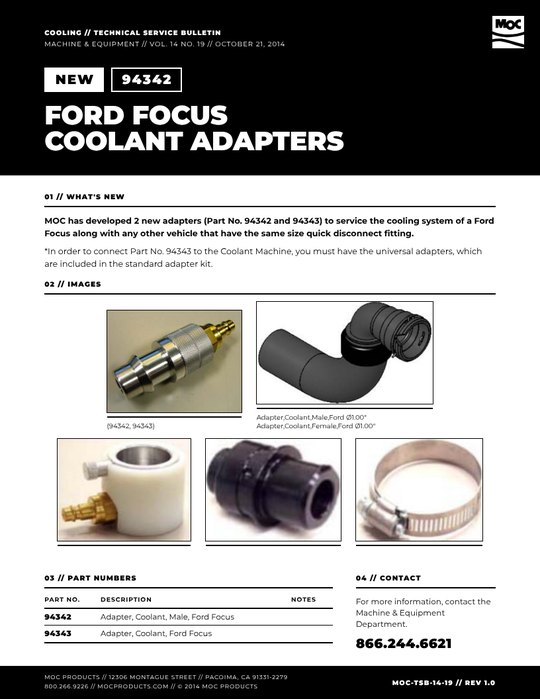 COOLING // TECHNICAL SERVICE BULLETIN
MACHINE & EQUIPMENT // VOL. 14 NO. 19 // OCTOBER 21, 2014
MOC
NEW 94342
FORD FOCUS
COOLANT ADAPTERS
01 // WHAT'S NEW
MOC has developed 2 new adapters (Part No. 94342 and 94343) to service the cooling system of a Ford
Focus along with any other vehicle that have the same size quick disconnect fitting.
*In order to connect Part No. 94343 to the Coolant Machine, you must have the universal adapters, which
are included in the standard adapter kit.
02 // IMAGES
(94342, 94343)
Adapter,Coolant,Male,Ford Ø1.00"
Adapter,Coolant,Female,Ford Ø1.00"
03 // PART NUMBERS
PART NO. DESCRIPTION NOTES
94342 Adapter, Coolant, Male, Ford Focus
94343 Adapter, Coolant, Ford Focus
04 // CONTACT
For more information, contact the
Machine & Equipment
Department.
866.244.6621
MOC PRODUCTS // 12306 MONTAGUE STREET // PACOIMA, CA 91331-2279
800.266.9226 // MOCPRODUCTS.COM // © 2014 MOC PRODUCTS
MOC-TSB-14-19 // REV 1.0